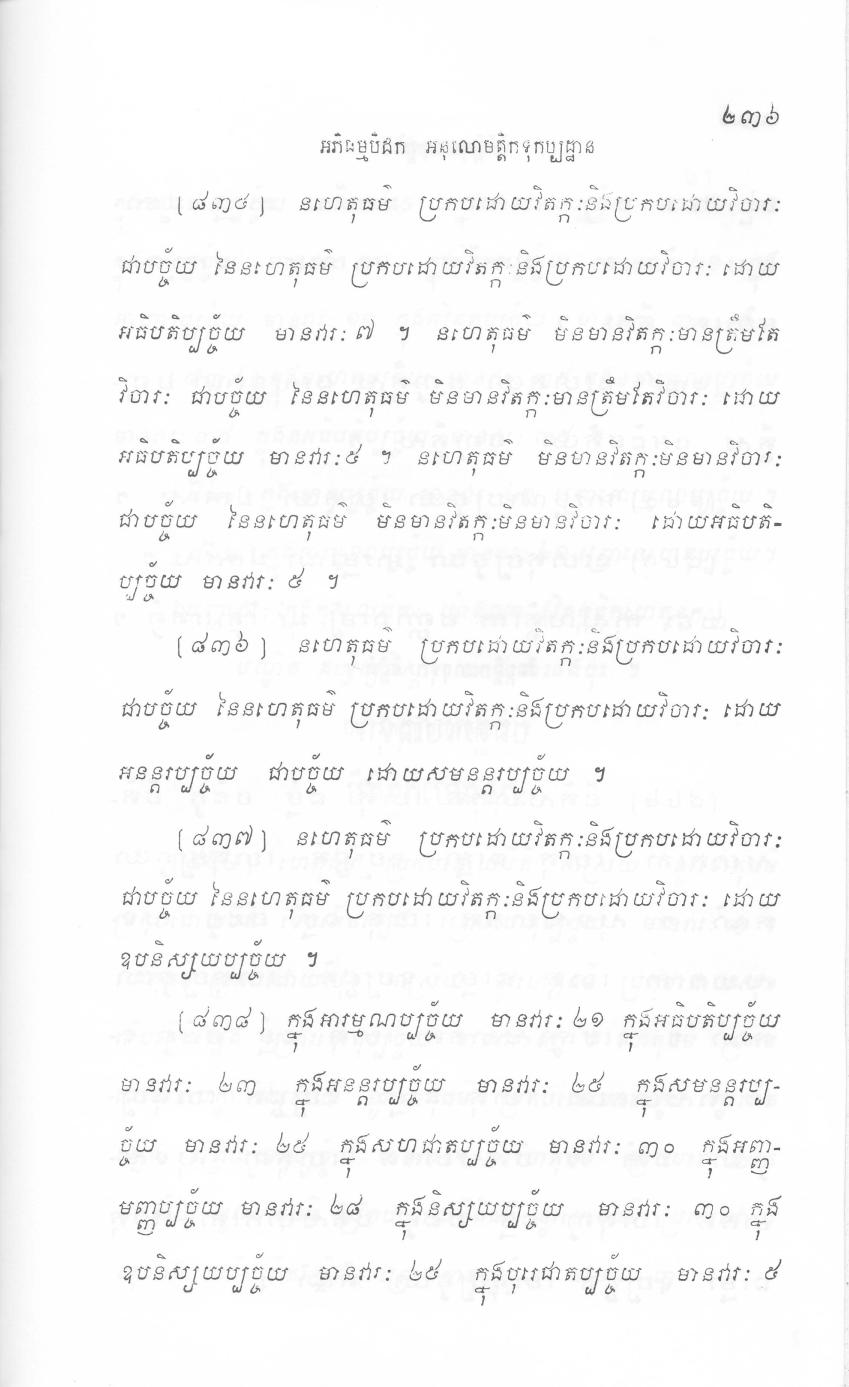 ២៣៦
អភិធម្មបិដក អនុលោមត្តិកទុកប្បដ្ឋាន
(៨៣៥) នហេតុធម៌ ប្រកបដោយវិតក្កៈនិងប្រកបដោយវិចារៈ
ជាបច្ច័យ នៃនហេតុធម៌ ប្រកបដោយវិតក្កៈនិងប្រកបដោយវិចារៈ ដោយ
អធិបតិប្បច្ច័យ មានវារៈ៧ ។ នហេតុធម៌ មិនមានវិតក្កៈមានត្រឹមតែ
វិចារៈ ជាបច្ច័យ នៃនហេតុធម៌ មិនមានវិតក្កៈមានត្រឹមតែវិចារៈ ដោយ
អធិបតិប្បច្ច័យ មានវារៈ៥ ។ នហេតុធម៌ មិនមានវិតក្កៈមិនមានវិចារៈ
ជាបច្ច័យ នៃនហេតុធម៌ មិនមានវិតក្កៈមិនមានវិចារៈ ដោយអធិបតិ-
ប្បច្ច័យ មានវារៈ ៥ ។
(៨៣៦) នហេតុធម៌ ប្រកបដោយវិតក្កៈនិងប្រកបដោយវិចារៈ
ជាបច្ច័យ នៃនហេតុធម៌ ប្រកបដោយវិតក្កៈនិងប្រកបដោយវិចារៈ ដោយ
អនន្តរប្បច្ច័យ ជាបច្ច័យ ដោយសមនន្តរប្បច្ច័យ ។
(៨៣៧) នហេតុធម៌ ប្រកបដោយវិតក្កៈនិងប្រកបដោយវិចារៈ
ជាបច្ច័យ នៃនហេតុធម៌ ប្រកបដោយវិតក្កៈនិងប្រកបដោយវិចារៈ ដោយ
ឧបនិស្សយប្បច្ច័យ ។
(៨៣៨) ក្នុងអារម្មណប្បច្ច័យ មានវារៈ ២១ ក្នុងអធិបតិប្បច្ច័យ
មានវារៈ ២៣ ក្នុងអនន្តរប្បច្ច័យ មានវារៈ ២៥ ក្នុងសមនន្តរប្ប-
ច្ច័យ មានវារៈ ២៥ ក្នុងសហជាតប្បច្ច័យ មានវារៈ ៣០ ក្នុងអញ្ញ-
មញ្ញប្បច្ច័យ មានវារៈ ២៨ ក្នុងនិស្សយប្បច្ច័យ មានវារៈ ៣០ ក្នុង
ឧបនិស្សយប្បច្ច័យ មានវារៈ ២៥ ក្នុងបុរេជាតប្បច្ច័យ មានវារៈ ៥